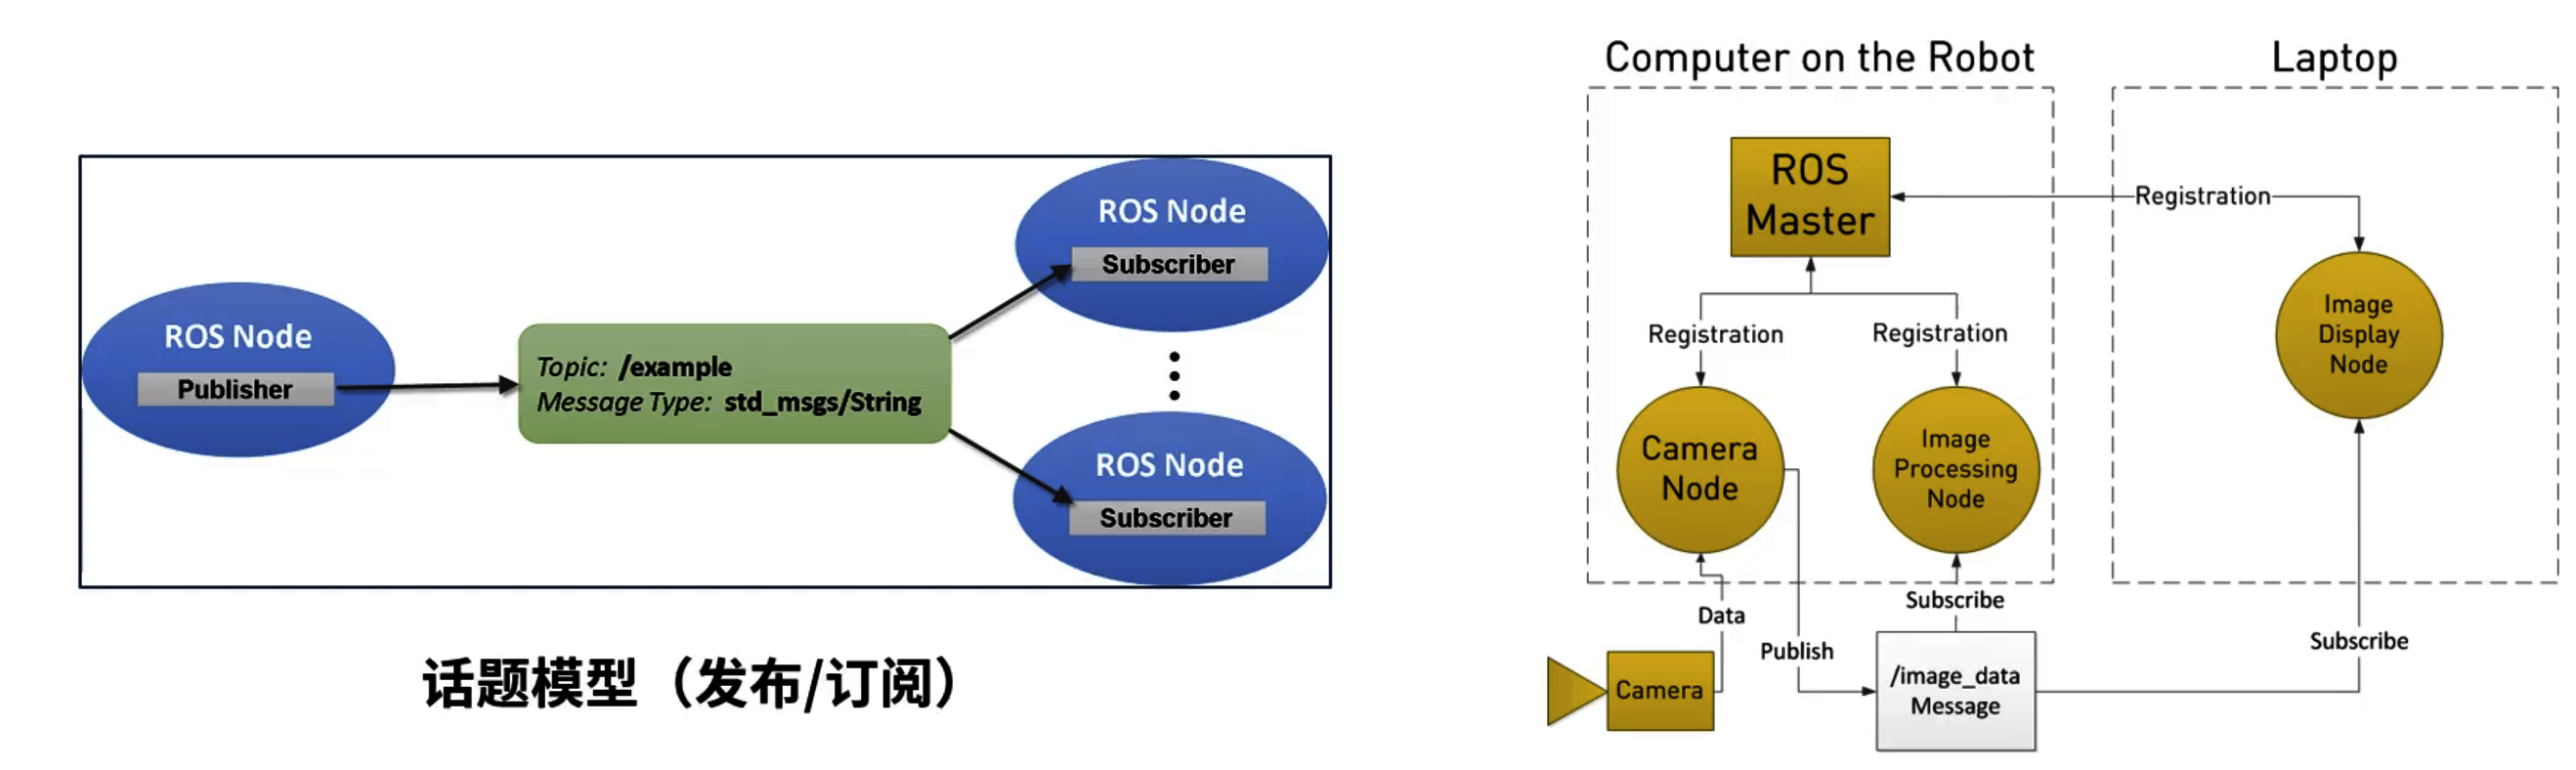 ROS Node
Publisher
Topic: /example
Message Type: std_msgs/String
ROS Node
Subscriber
ROS Node
Subscriber
话题模型（发布/订阅）
Computer on the Robot
Laptop
ROS
Master
Registration
Registration
Registration
Camera
Node
Image
Processing
Node
Image
Display
Node
Data
Publish
Subscribe
Subscribe
Camera
/image_data
Message